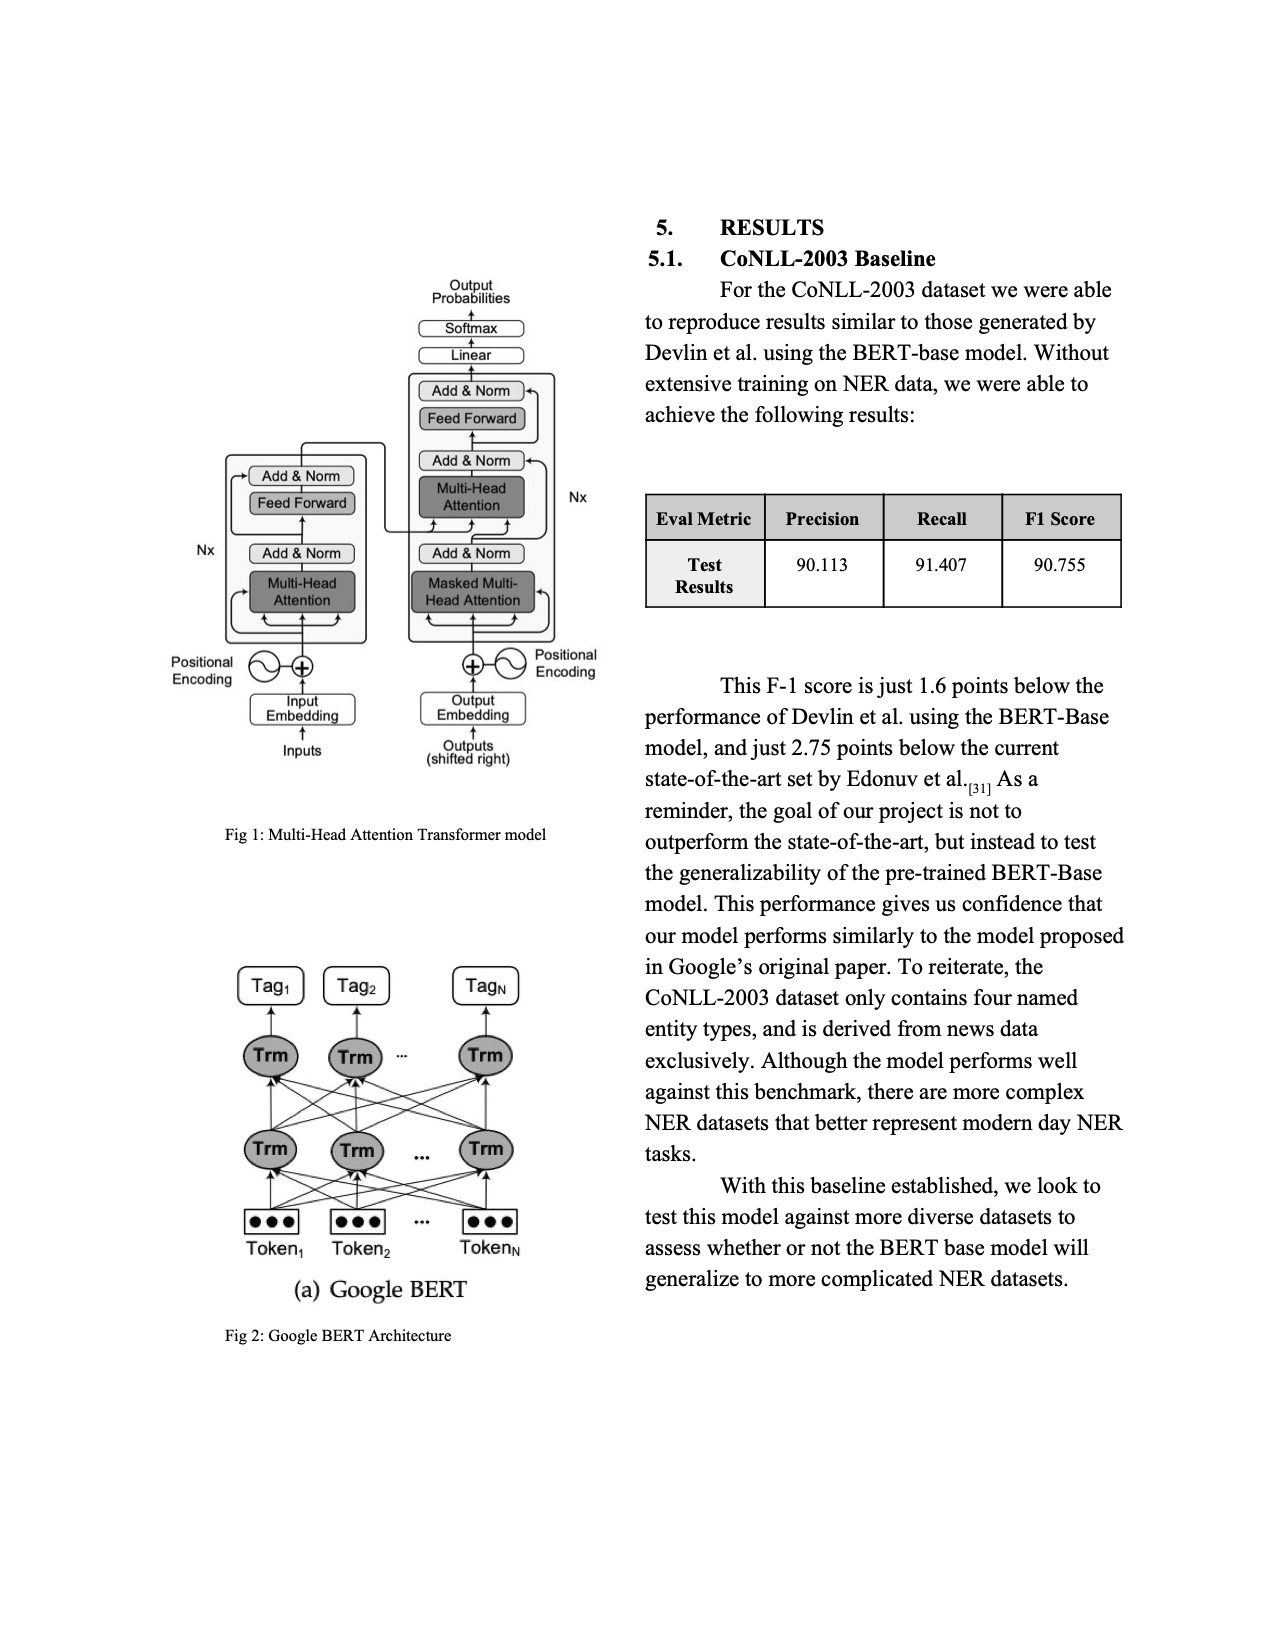 Output
Probabilities
Softmax
Linear
Add & Norm
Feed Forward
Add & Norm
Multi-Head
Attention
Nx
Add & Norm
Masked Multi-
Head Attention
Add & Norm
Feed Forward
Nx
Add & Norm
Multi-Head
Attention
Positional
Encoding
Positional
Encoding
Input
Embedding
Output
Embedding
Inputs
Outputs
(shifted right)
Fig 1: Multi-Head Attention Transformer model
Tag₁ Tag₂ Tag_N
Trm Trm ... Trm
Trm Trm ... Trm
...
Token₁ Token₂ Token_N
(a) Google BERT
Fig 2: Google BERT Architecture
5. RESULTS
5.1. CoNLL-2003 Baseline
For the CoNLL-2003 dataset we were able
to reproduce results similar to those generated by
Devlin et al. using the BERT-base model. Without
extensive training on NER data, we were able to
achieve the following results:
Eval Metric Precision Recall F1 Score
Test
Results 90.113 91.407 90.755
This F-1 score is just 1.6 points below the
performance of Devlin et al. using the BERT-Base
model, and just 2.75 points below the current
state-of-the-art set by Edonuv et al.[31] As a
reminder, the goal of our project is not to
outperform the state-of-the-art, but instead to test
the generalizability of the pre-trained BERT-Base
model. This performance gives us confidence that
our model performs similarly to the model proposed
in Google’s original paper. To reiterate, the
CoNLL-2003 dataset only contains four named
entity types, and is derived from news data
exclusively. Although the model performs well
against this benchmark, there are more complex
NER datasets that better represent modern day NER
tasks.
With this baseline established, we look to
test this model against more diverse datasets to
assess whether or not the BERT base model will
generalize to more complicated NER datasets.